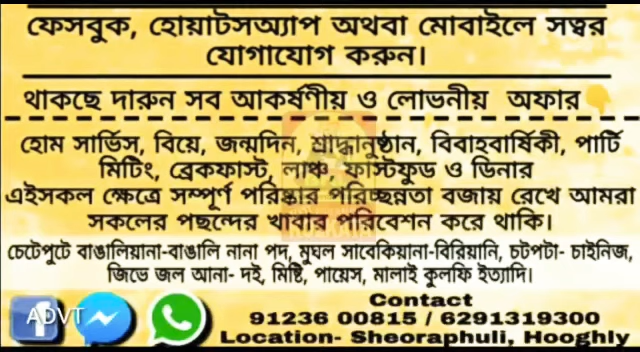 ফেসবুক, হোয়াটসঅ্যাপ অথবা মোবাইলে সত্বর
যোগাযোগ করুন।
থাকছে দারুন সব আকর্ষণীয় ও লোভনীয় অফার👇
হোম সার্ভিস, বিয়ে, জন্মদিন, শ্রাদ্ধানুষ্ঠান, বিবাহবার্ষিকী, পার্টি
মিটিং, ব্রেকফাস্ট, লাঞ্চ, ফাস্টফুড ও ডিনার
এইসকল ক্ষেত্রে সম্পূর্ণ পরিষ্কার পরিচ্ছন্নতা বজায় রেখে আমরা
সকলের পছন্দের খাবার পরিবেশন করে থাকি।
চেটেপুটে বাঙালিয়ানা-বাঙালি নানা পদ, মুঘল সাবেকিয়ানা-বিরিয়ানি, চটপটা- চাইনিজ,
জিভে জল আনা- দই, মিষ্টি, পায়েস, মালাই কুলফি ইত্যাদি।
Contact
91236 00815 / 6291319300
Location- Sheoraphuli, Hooghly
ADVT